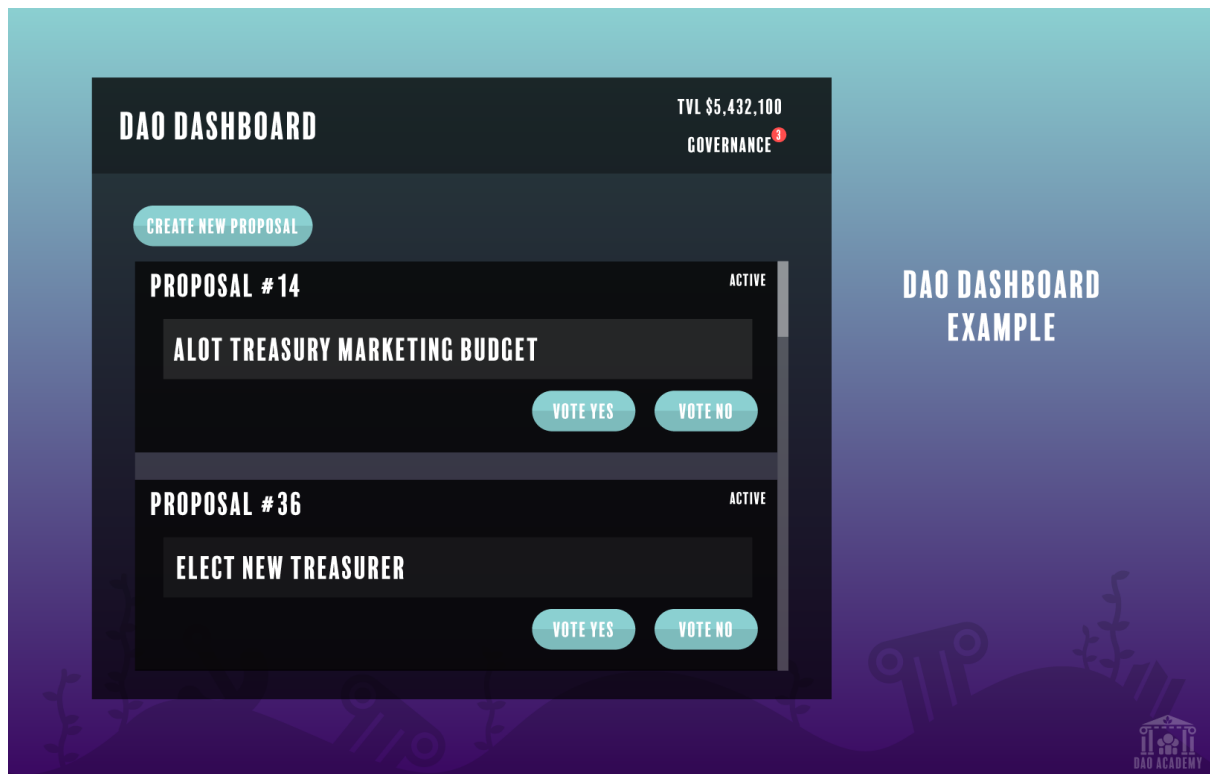 DAO DASHBOARD
TVL $5,432,100
GOVERNANCE 3
CREATE NEW PROPOSAL
PROPOSAL #14
ACTIVE
ALOT TREASURY MARKETING BUDGET
VOTE YES
VOTE NO
PROPOSAL #36
ACTIVE
ELECT NEW TREASURER
VOTE YES
VOTE NO
DAO DASHBOARD
EXAMPLE
DAO ACADEMY